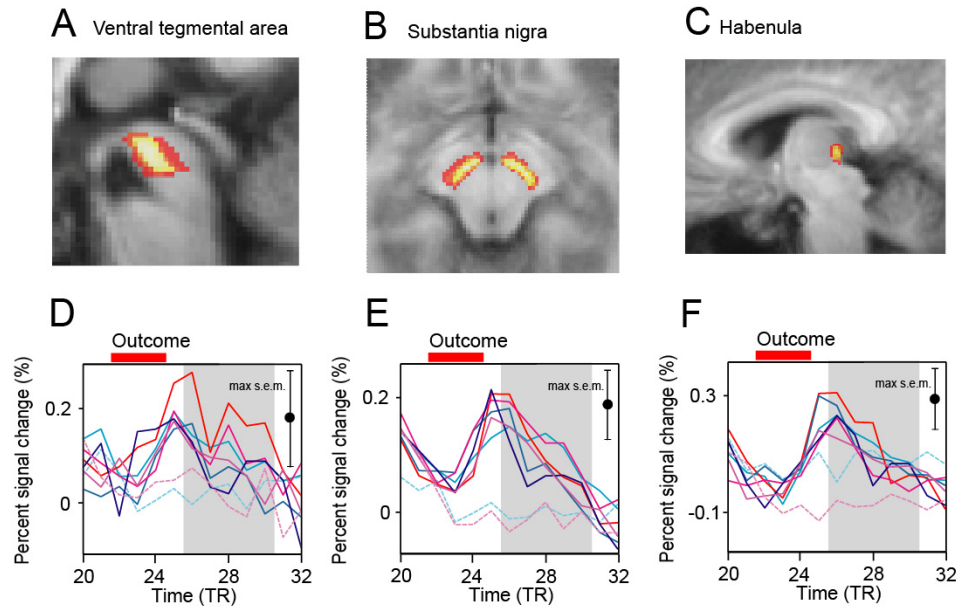 A Ventral tegmental area
B Substantia nigra
C Habenula
D
Outcome
Percent signal change (%)
0.2
0
max s.e.m.
20 24 28 32
Time (TR)
E
Outcome
Percent signal change (%)
0.2
0
max s.e.m.
20 24 28 32
Time (TR)
F
Outcome
Percent signal change (%)
0.3
-0.1
max s.e.m.
20 24 28 32
Time (TR)